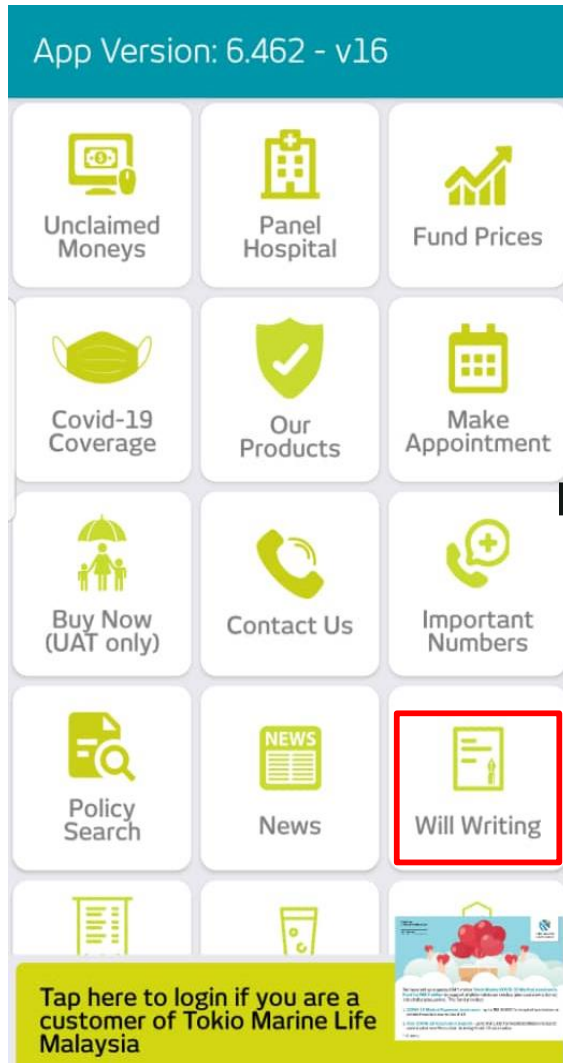 App Version: 6.462 - v16
Unclaimed
Moneys
Panel
Hospital
Fund Prices
Covid-19
Coverage
Our
Products
Make
Appointment
Buy Now
(UAT only)
Contact Us
Important
Numbers
Policy
Search
NEWS
News
Will Writing
Tap here to login if you are a
customer of Tokio Marine Life
Malaysia